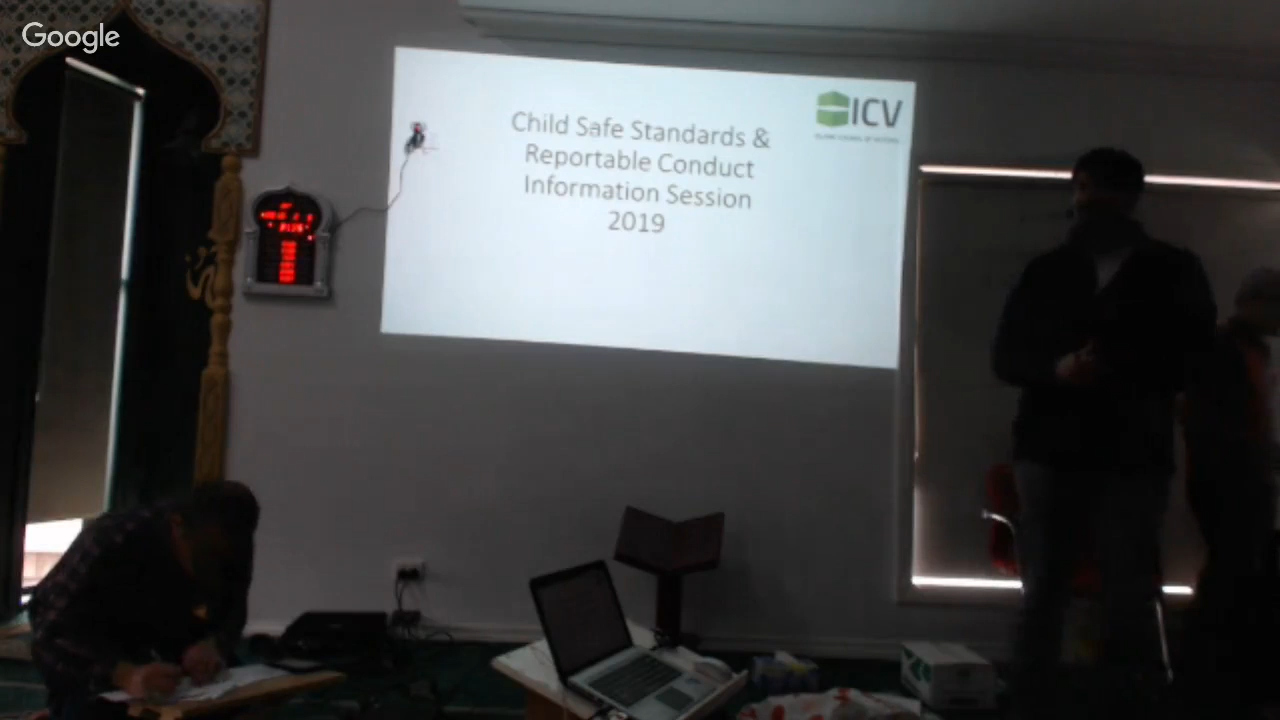 Google
Child Safe Standards &
Reportable Conduct
Information Session
2019
ICV